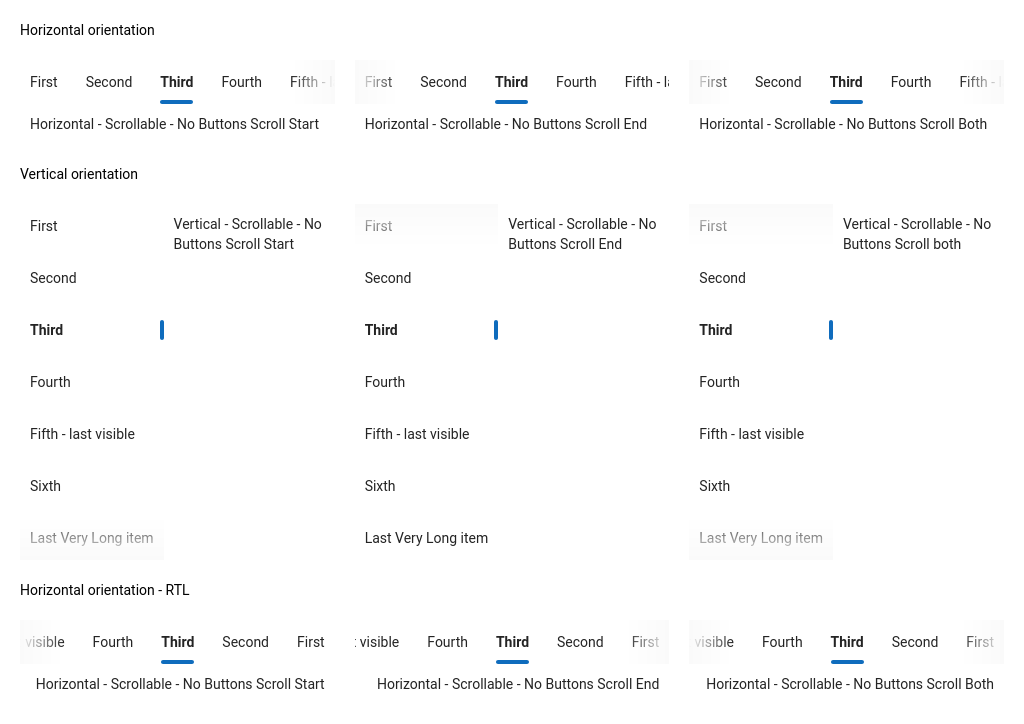 Horizontal orientation
First Second Third Fourth Fifth - First Second Third Fourth Fifth - First Second Third Fourth Fifth -
Horizontal - Scrollable - No Buttons Scroll Start Horizontal - Scrollable - No Buttons Scroll End Horizontal - Scrollable - No Buttons Scroll Both
Vertical orientation
First
Second
Third
Fourth
Fifth - last visible
Sixth
Last Very Long item
Vertical - Scrollable - No
Buttons Scroll Start
First
Second
Third
Fourth
Fifth - last visible
Sixth
Last Very Long item
Vertical - Scrollable - No
Buttons Scroll End
First
Second
Third
Fourth
Fifth - last visible
Sixth
Last Very Long item
Vertical - Scrollable - No
Buttons Scroll both
Horizontal orientation - RTL
visible Fourth Third Second First visible Fourth Third Second First visible Fourth Third Second First
Horizontal - Scrollable - No Buttons Scroll Start Horizontal - Scrollable - No Buttons Scroll End Horizontal - Scrollable - No Buttons Scroll Both